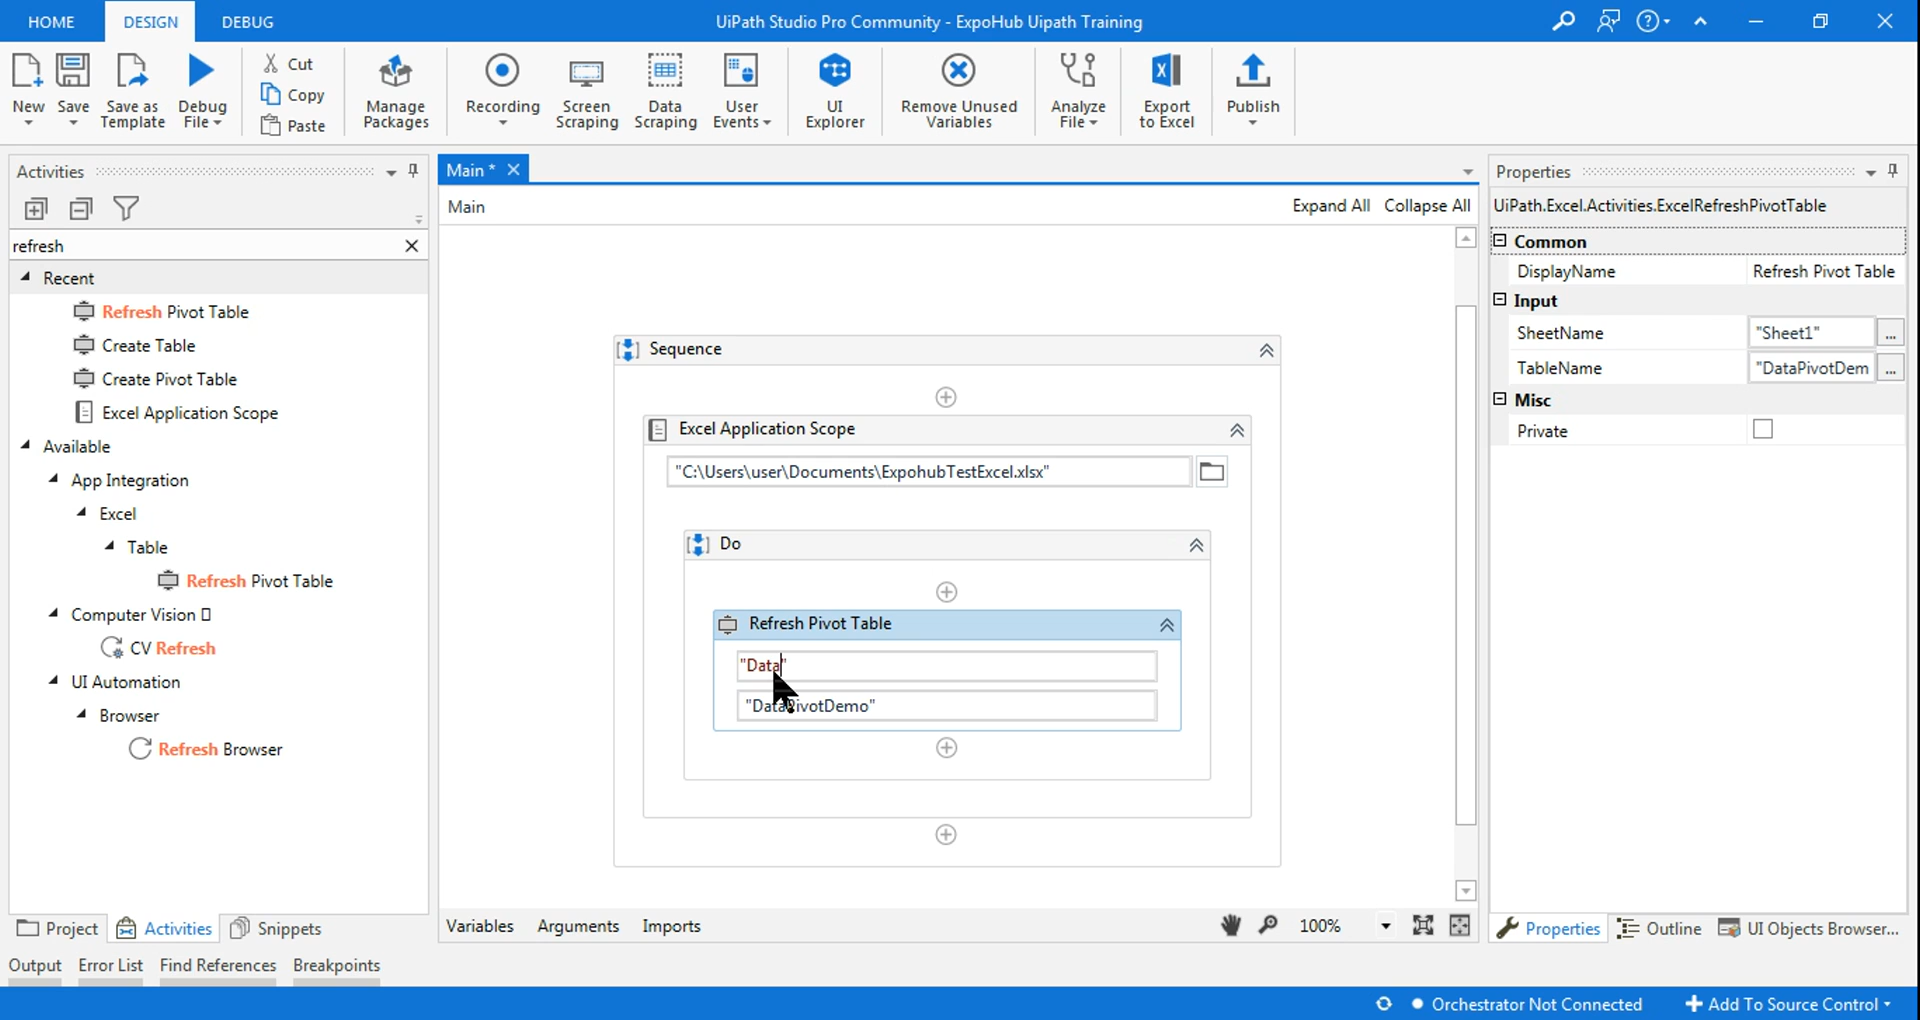 HOME DESIGN DEBUG UiPath Studio Pro Community - ExpoHub Uipath Training
New Save Save as Template Debug File Cut Copy Paste Manage Packages Recording Screen Scraping Data Scraping User Events UI Explorer Remove Unused Variables Analyze File Export to Excel Publish
Activities
refresh
Recent
Refresh Pivot Table
Create Table
Create Pivot Table
Excel Application Scope
Available
App Integration
Excel
Table
Refresh Pivot Table
Computer Vision
CV Refresh
UI Automation
Browser
Refresh Browser
Project Activities Snippets
Main *
Main Expand All Collapse All
Sequence
Excel Application Scope
"C:\Users\user\Documents\ExpohubTestExcel.xlsx"
Do
Refresh Pivot Table
"Data"
"DataPivotDemo"
Variables Arguments Imports 100%
Properties
UiPath.Excel.Activities.ExcelRefreshPivotTable
Common
DisplayName Refresh Pivot Table
Input
SheetName "Sheet1" ...
TableName "DataPivotDem ...
Misc
Private
Properties Outline UI Objects Browser...
Output Error List Find References Breakpoints
Orchestrator Not Connected Add To Source Control